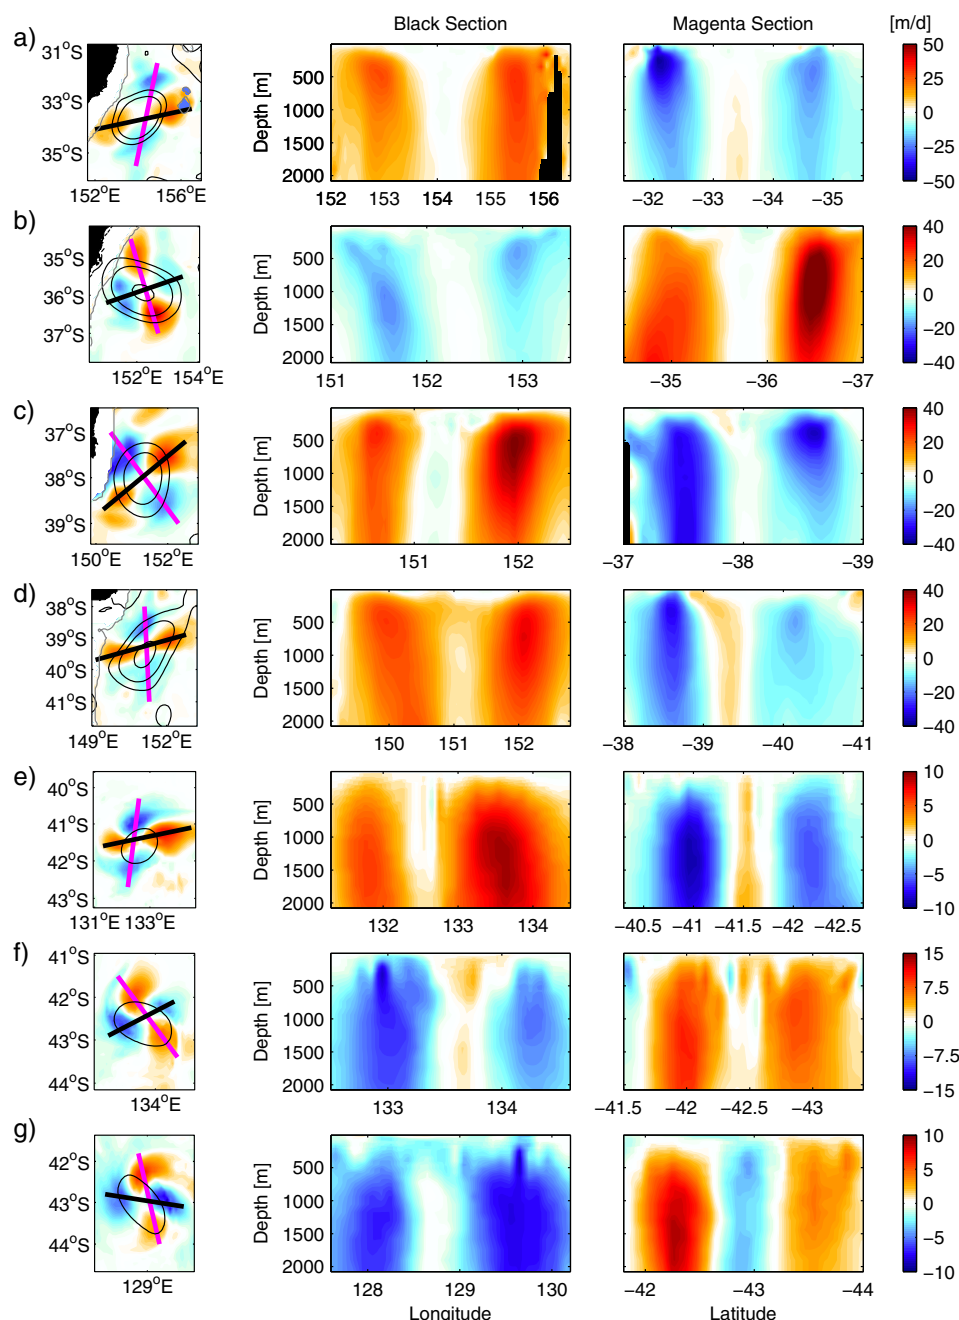 Black Section Magenta Section [m/d]
a)
31°S
33°S
35°S
152°E 156°E
Depth [m]
500
1000
1500
2000
152 153 154 155 156
Depth [m]
500
1000
1500
2000
-32 -33 -34 -35
50
25
0
-25
-50
b)
35°S
36°S
37°S
152°E 154°E
Depth [m]
500
1000
1500
2000
151 152 153
-35 -36 -37
40
20
0
-20
-40
c)
37°S
38°S
39°S
150°E 152°E
Depth [m]
500
1000
1500
2000
151 152
-37 -38 -39
40
20
0
-20
-40
d)
38°S
39°S
40°S
41°S
149°E 152°E
Depth [m]
500
1000
1500
2000
150 151 152
-38 -39 -40 -41
40
20
0
-20
-40
e)
40°S
41°S
42°S
43°S
131°E 133°E
Depth [m]
500
1000
1500
2000
132 133 134
-40.5 -41 -41.5 -42 -42.5
10
5
0
-5
-10
f)
41°S
42°S
43°S
44°S
134°E
Depth [m]
500
1000
1500
2000
133 134
-41.5 -42 -42.5 -43
15
7.5
0
-7.5
-15
g)
42°S
43°S
44°S
129°E
Depth [m]
500
1000
1500
2000
128 129 130
-42 -43 -44
10
5
0
-5
-10
Longitude Latitude